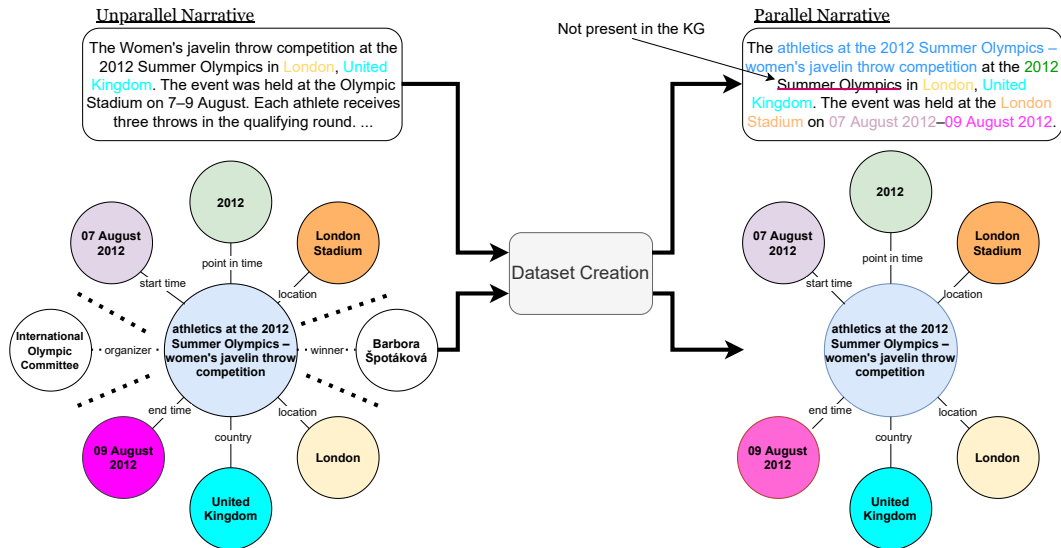 Unparallel Narrative
The Women's javelin throw competition at the
2012 Summer Olympics in London, United
Kingdom. The event was held at the Olympic
Stadium on 7–9 August. Each athlete receives
three throws in the qualifying round. ...
2012
07 August
2012
London
Stadium
point in time
start time
location
International
Olympic
Committee
organizer
athletics at the 2012
Summer Olympics –
women's javelin throw
competition
winner
Barbora
Špotáková
end time
location
country
09 August
2012
London
United
Kingdom
Dataset Creation
Not present in the KG
Parallel Narrative
The athletics at the 2012 Summer Olympics –
women's javelin throw competition at the 2012
Summer Olympics in London, United
Kingdom. The event was held at the London
Stadium on 07 August 2012–09 August 2012.
2012
07 August
2012
London
Stadium
point in time
start time
location
athletics at the 2012
Summer Olympics –
women's javelin throw
competition
end time
location
country
09 August
2012
London
United
Kingdom